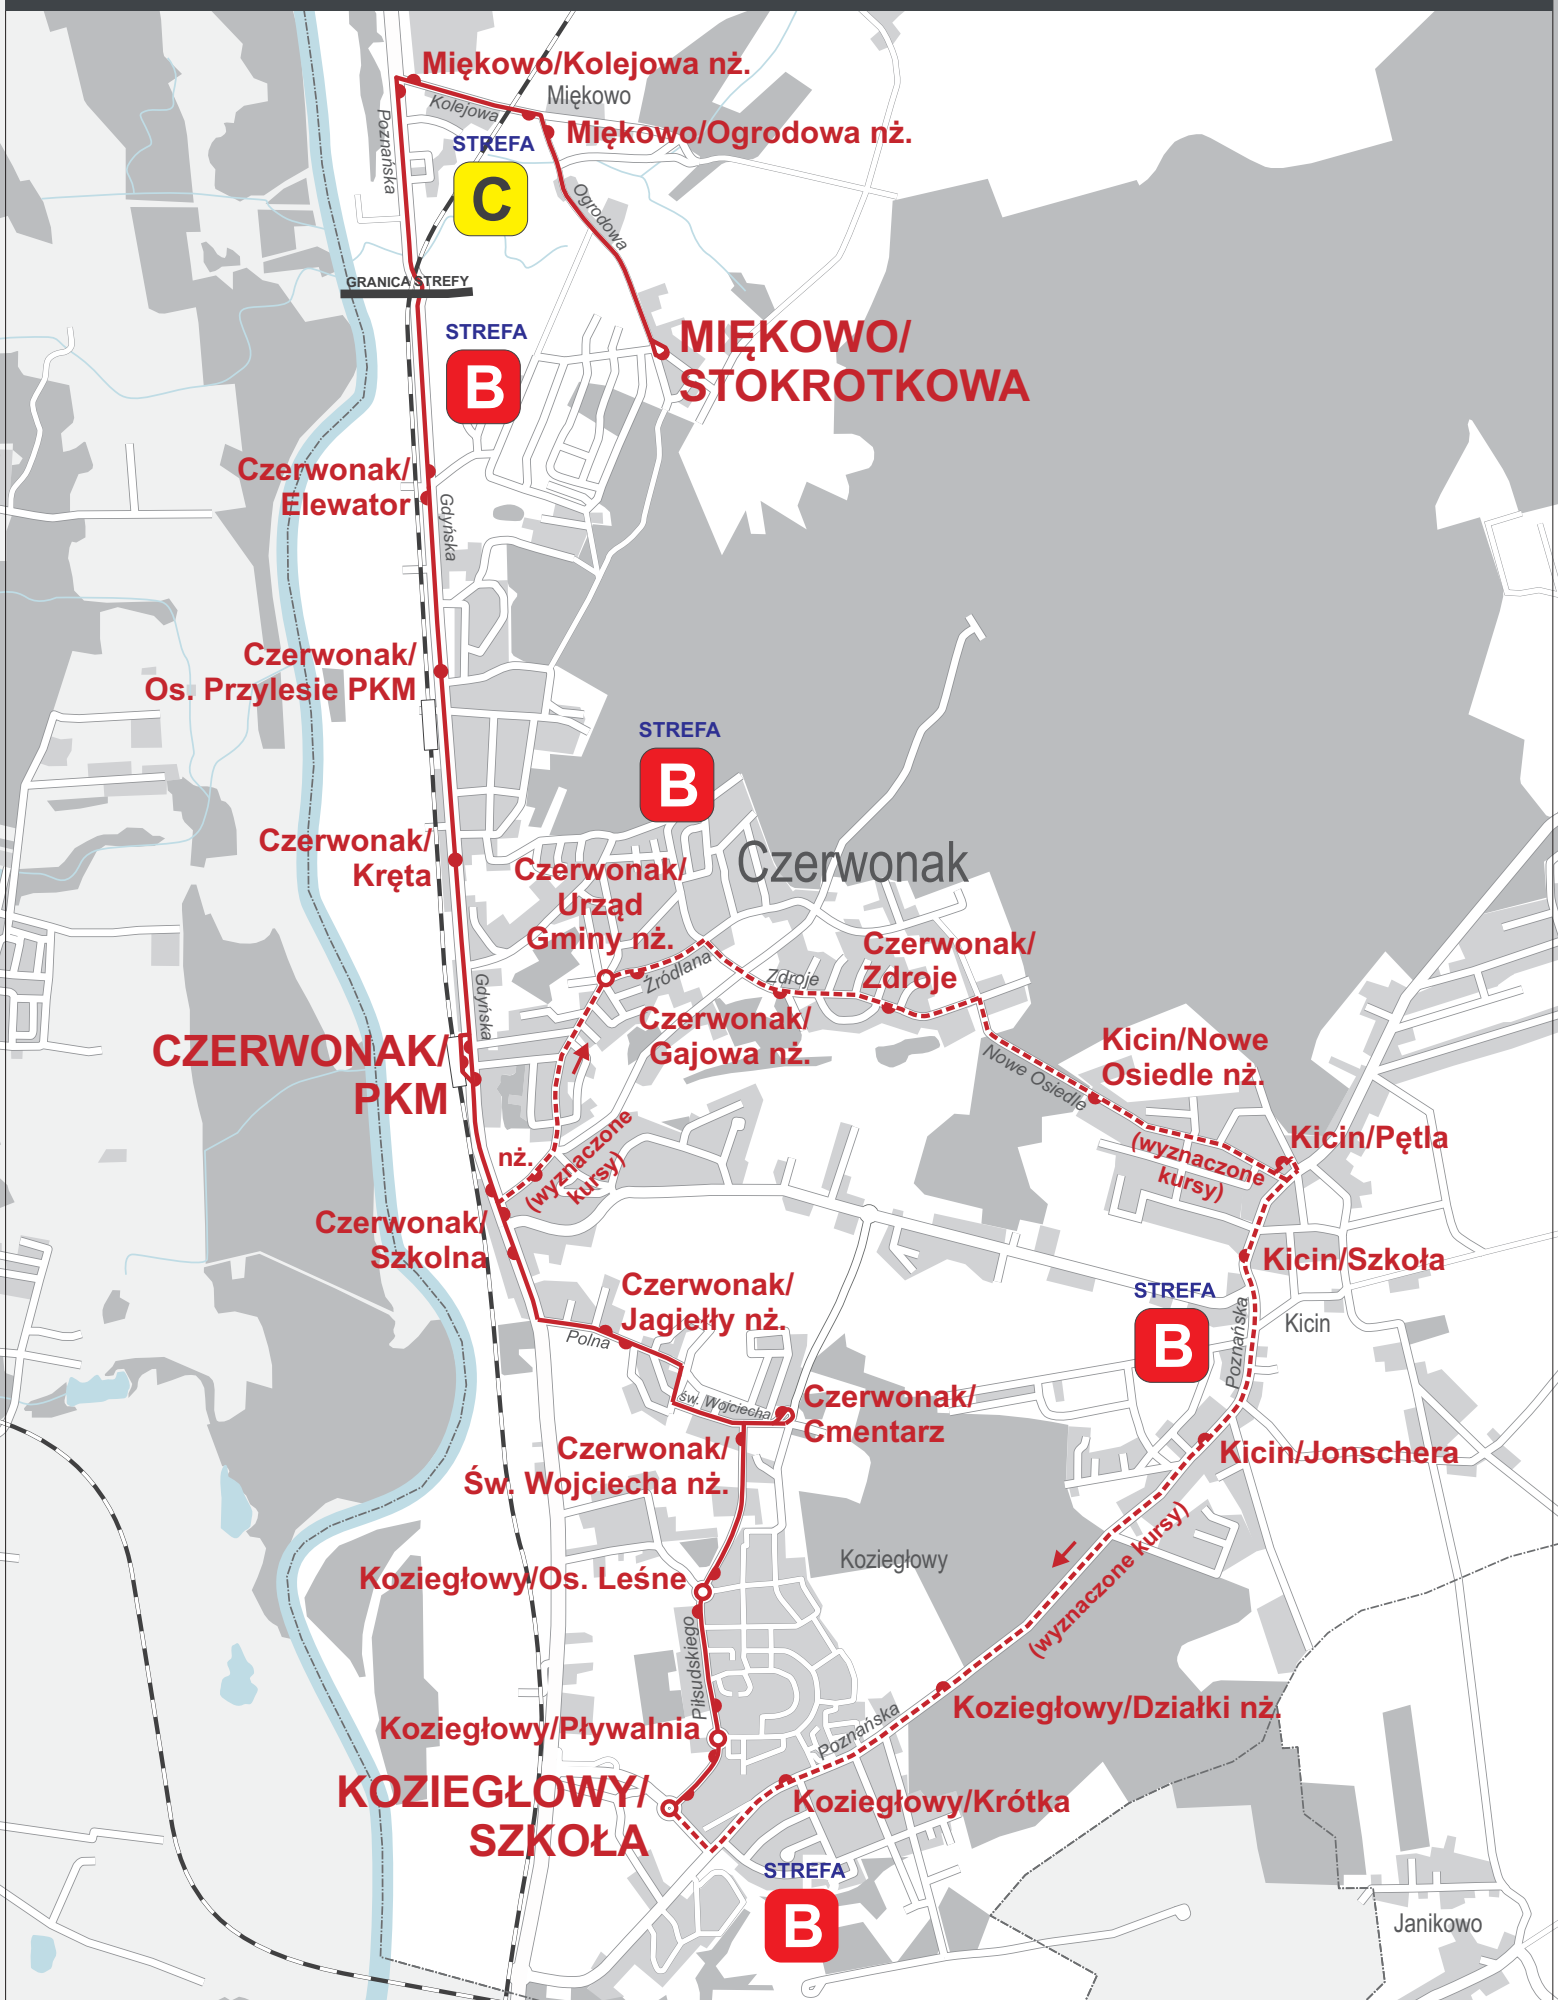 Miękowo/Kolejowa nż.
Miękowo
Kolejowa
Poznańska
Miękowo/Ogrodowa nż.
STREFA
C
Ogrodowa
GRANICA STREFY
STREFA
B
MIĘKOWO/
STOKROTKOWA
Czerwonak/
Elewator
Gdyńska
Czerwonak/
Os. Przylesie PKM
STREFA
B
Czerwonak/
Kręta
Czerwonak
Czerwonak/
Urząd
Gminy nż.
Czerwonak/
Zdroje
Źródlana
Zdroje
Gdyńska
Czerwonak/
Gajowa nż.
CZERWONAK/
PKM
Kicin/Nowe
Osiedle nż.
Nowe Osiedle
Kicin/Pętla
(wyznaczone
kursy)
nż.
(wyznaczone
kursy)
Czerwonak/
Szkolna
Kicin/Szkoła
Czerwonak/
Jagiełły nż.
STREFA
B
Poznańska
Kicin
Polna
św. Wojciecha
Czerwonak/
Cmentarz
Czerwonak/
Św. Wojciecha nż.
Kicin/Jonschera
Koziegłowy
(wyznaczone kursy)
Koziegłowy/Os. Leśne
Piłsudskiego
Koziegłowy/Działki nż.
Koziegłowy/Pływalnia
Poznańska
KOZIEGŁOWY/
SZKOŁA
Koziegłowy/Krótka
STREFA
B
Janikowo